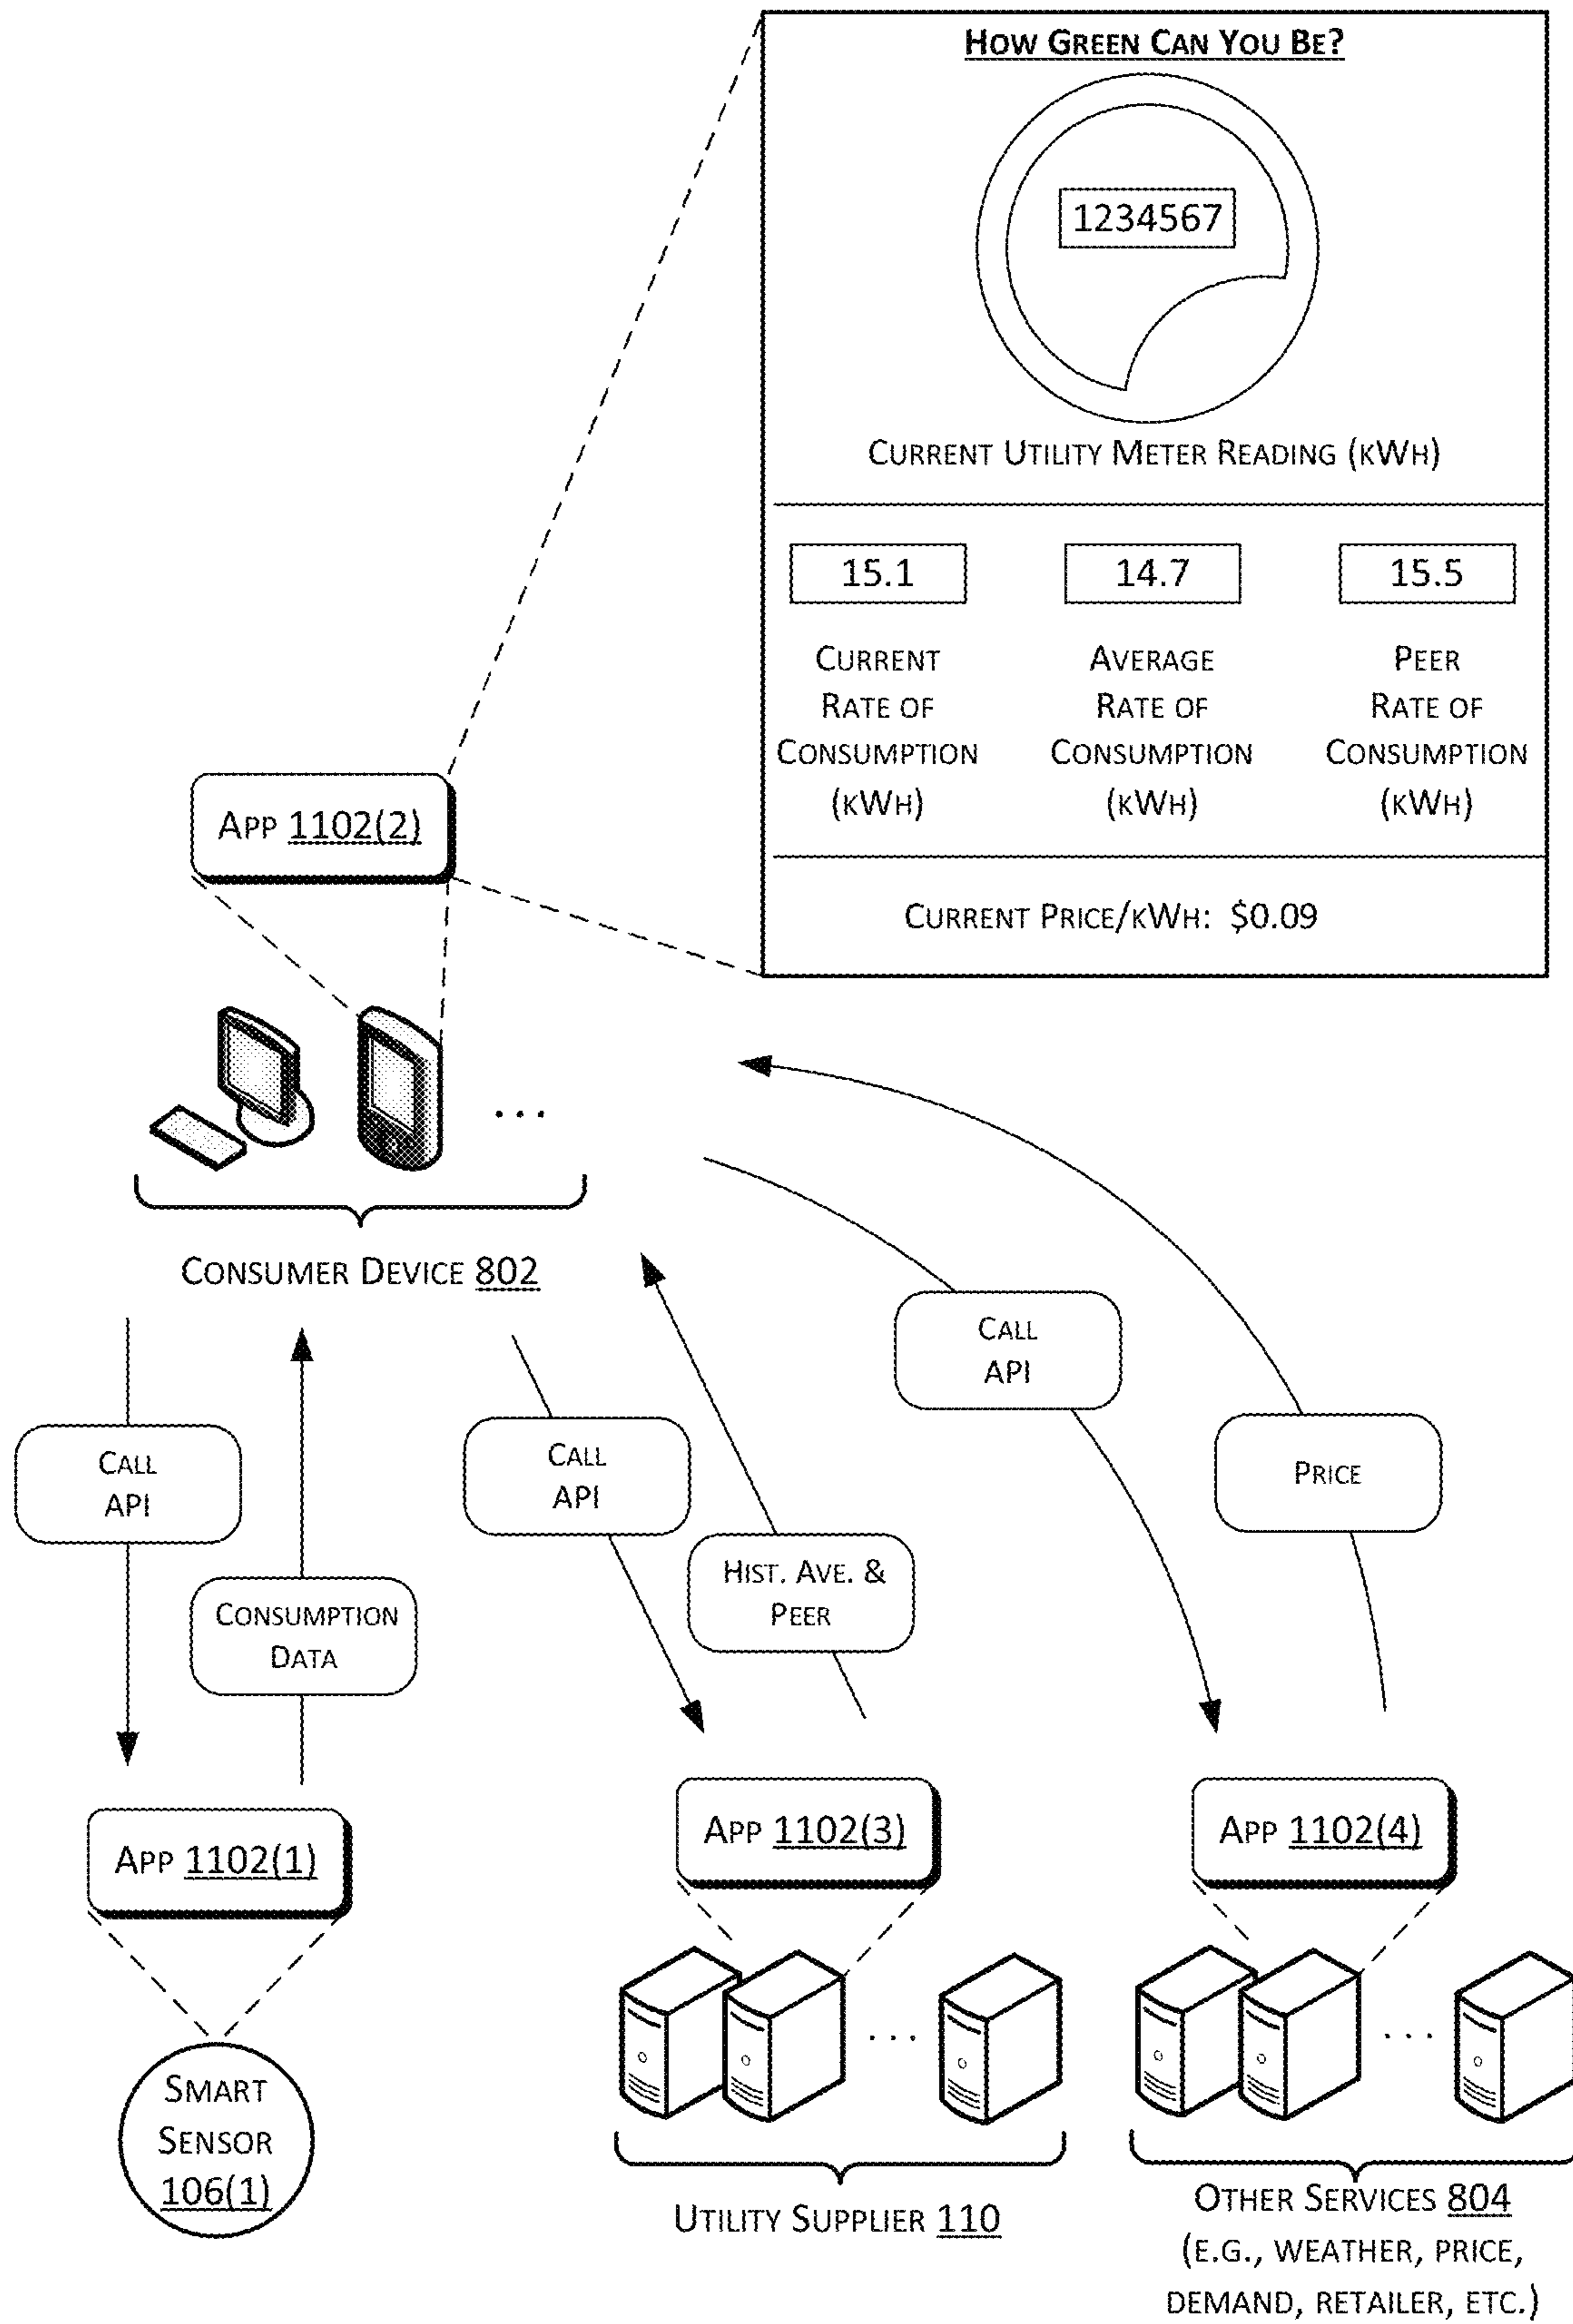 HOW GREEN CAN YOU BE?
1234567
CURRENT UTILITY METER READING (KWH)
15.1
14.7
15.5
CURRENT
RATE OF
CONSUMPTION
(KWH)
AVERAGE
RATE OF
CONSUMPTION
(KWH)
PEER
RATE OF
CONSUMPTION
(KWH)
CURRENT PRICE/KWH: $0.09
APP 1102(2)
...
CONSUMER DEVICE 802
CALL
API
CONSUMPTION
DATA
CALL
API
HIST. AVE. &
PEER
CALL
API
PRICE
APP 1102(1)
APP 1102(3)
APP 1102(4)
SMART
SENSOR
106(1)
...
UTILITY SUPPLIER 110
...
OTHER SERVICES 804
(E.G., WEATHER, PRICE,
DEMAND, RETAILER, ETC.)